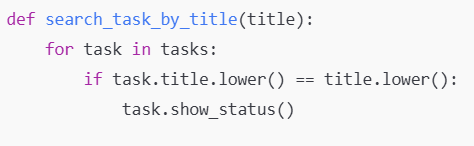 def search_task_by_title(title):
    for task in tasks:
        if task.title.lower() == title.lower():
            task.show_status()